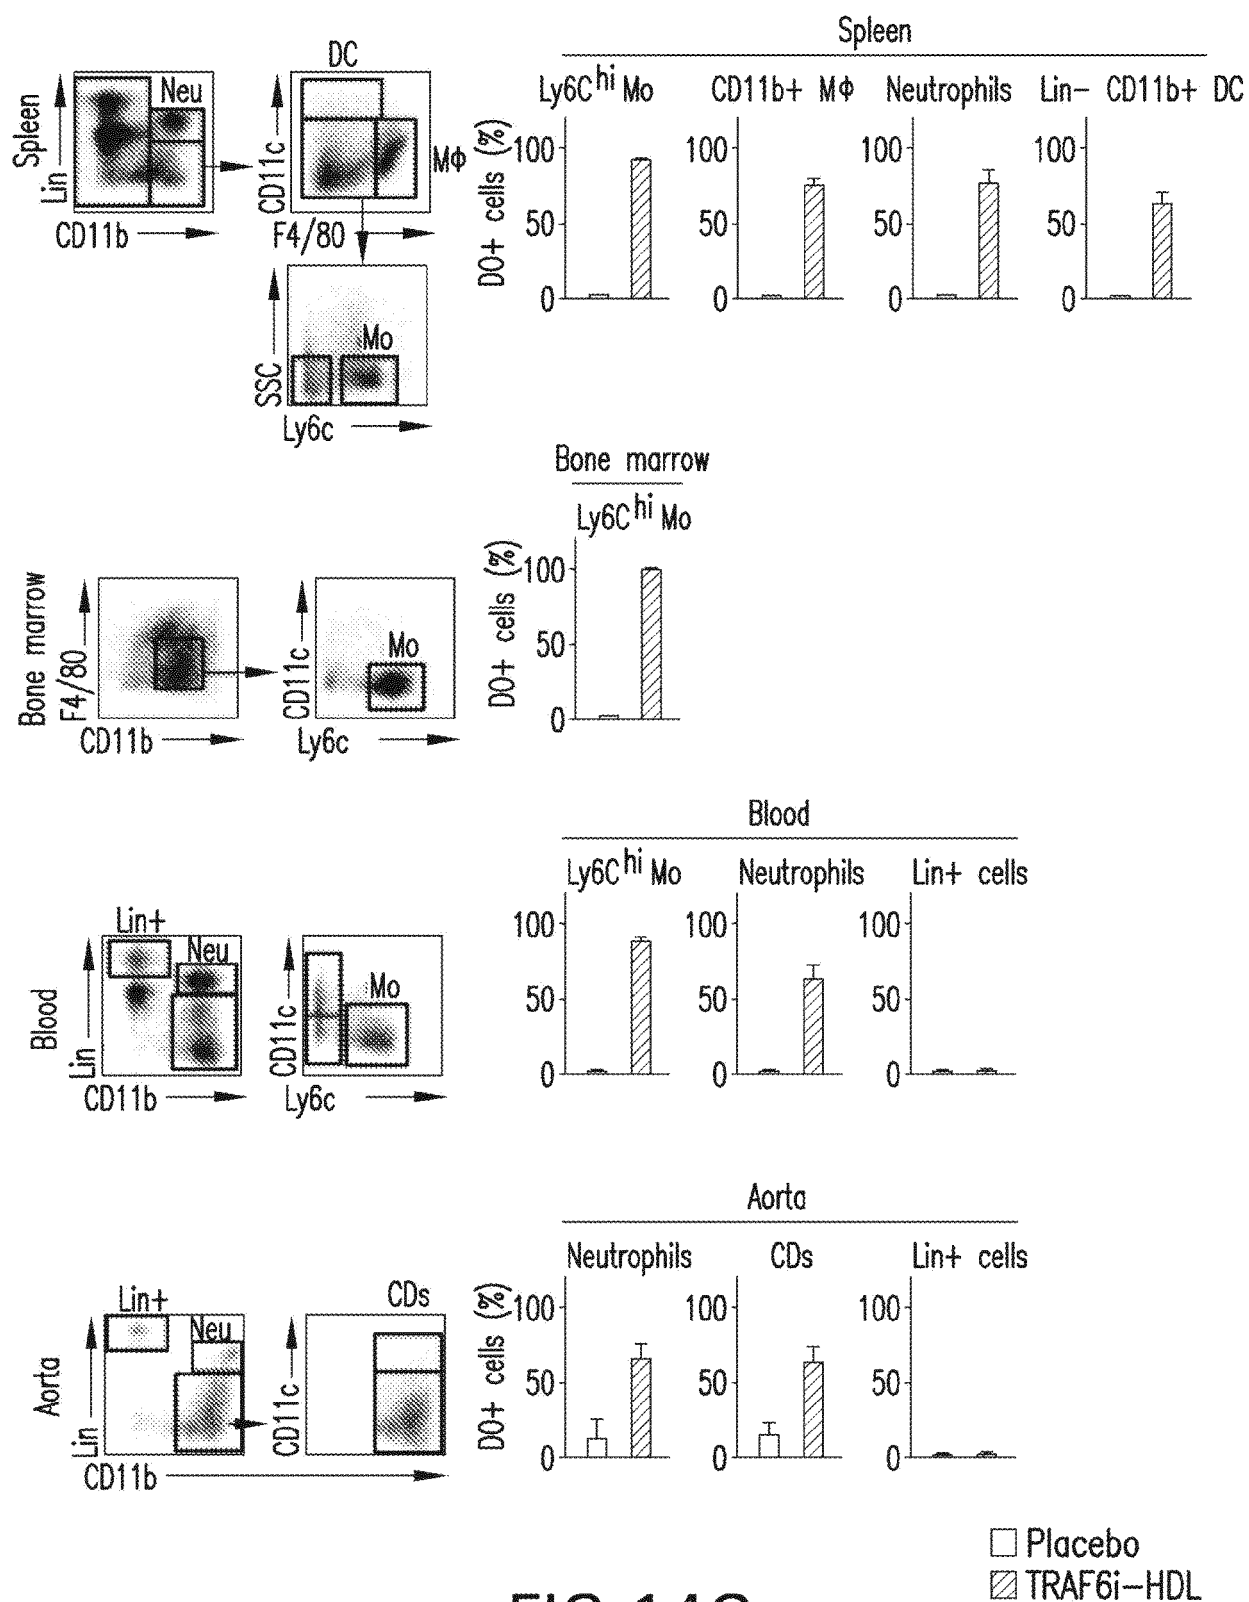 Spleen
Lin
CD11b
Neu
DC
CD11c
F4/80
MΦ
SSC
Mo
Ly6c
Spleen
Ly6C hi Mo
CD11b+ MΦ
Neutrophils
Lin- CD11b+ DC
DO+ cells (%)
100
50
0
100
50
0
100
50
0
100
50
0
Bone marrow
F4/80
CD11b
CD11c
Mo
Ly6c
Bone marrow
Ly6C hi Mo
DO+ cells (%)
100
50
0
Blood
Lin
CD11b
Lin+
Neu
CD11c
Mo
Ly6c
Blood
Ly6C hi Mo
Neutrophils
Lin+ cells
100
50
0
100
50
0
100
50
0
Aorta
Lin
CD11b
Lin+
Neu
CD11c
CDs
Aorta
Neutrophils
CDs
Lin+ cells
DO+ cells (%)
100
50
0
100
50
0
100
50
0
Placebo
TRAF6i-HDL